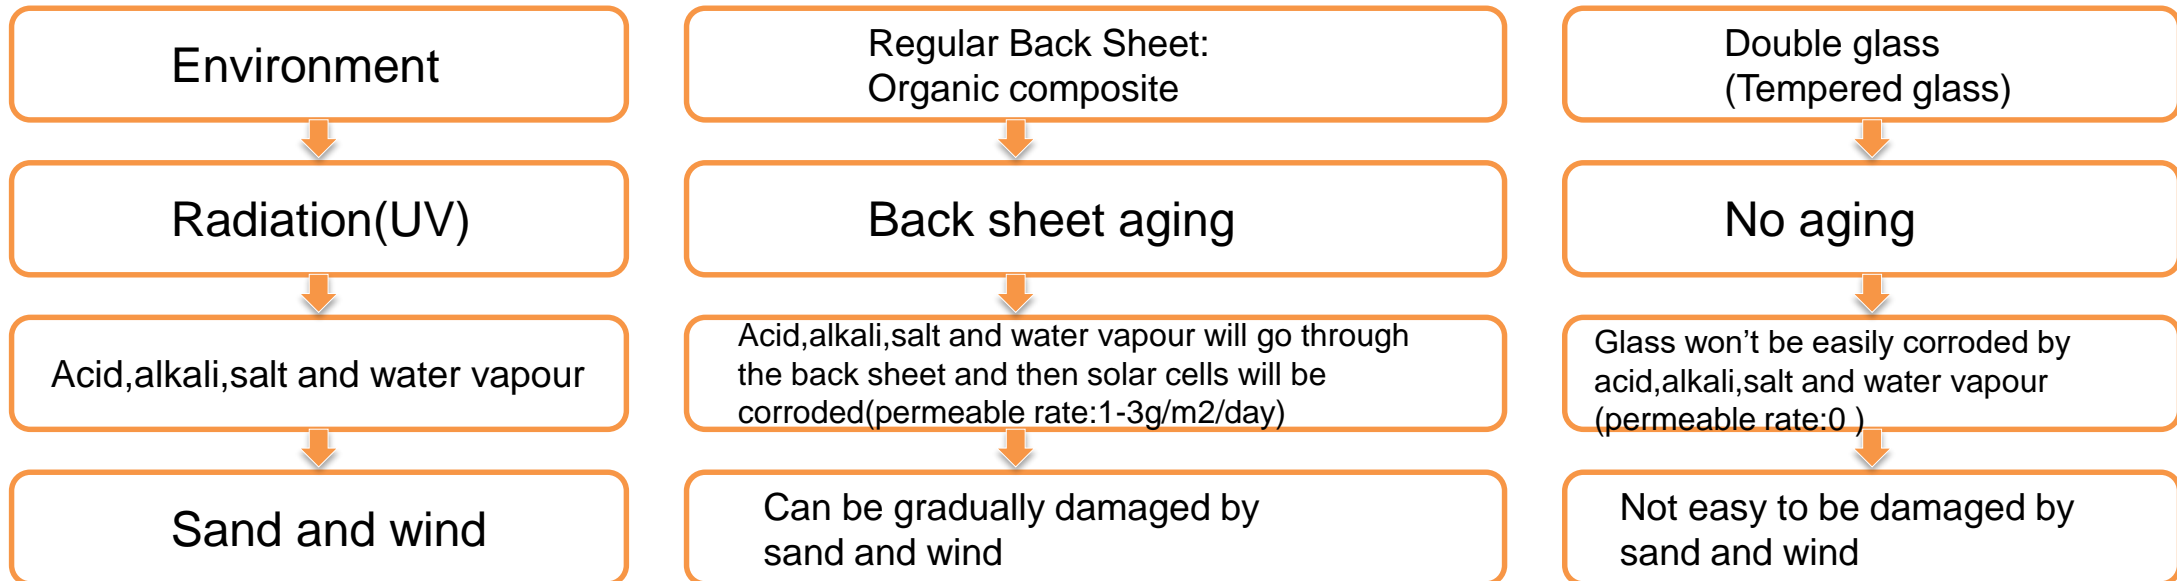 Environment
Radiation(UV)
Acid,alkali,salt and water vapour
Sand and wind
Regular Back Sheet:
Organic composite
Back sheet aging
Acid,alkali,salt and water vapour will go through
the back sheet and then solar cells will be
corroded(permeable rate:1-3g/m2/day)
Can be gradually damaged by
sand and wind
Double glass
(Tempered glass)
No aging
Glass won’t be easily corroded by
acid,alkali,salt and water vapour
(permeable rate:0 )
Not easy to be damaged by
sand and wind